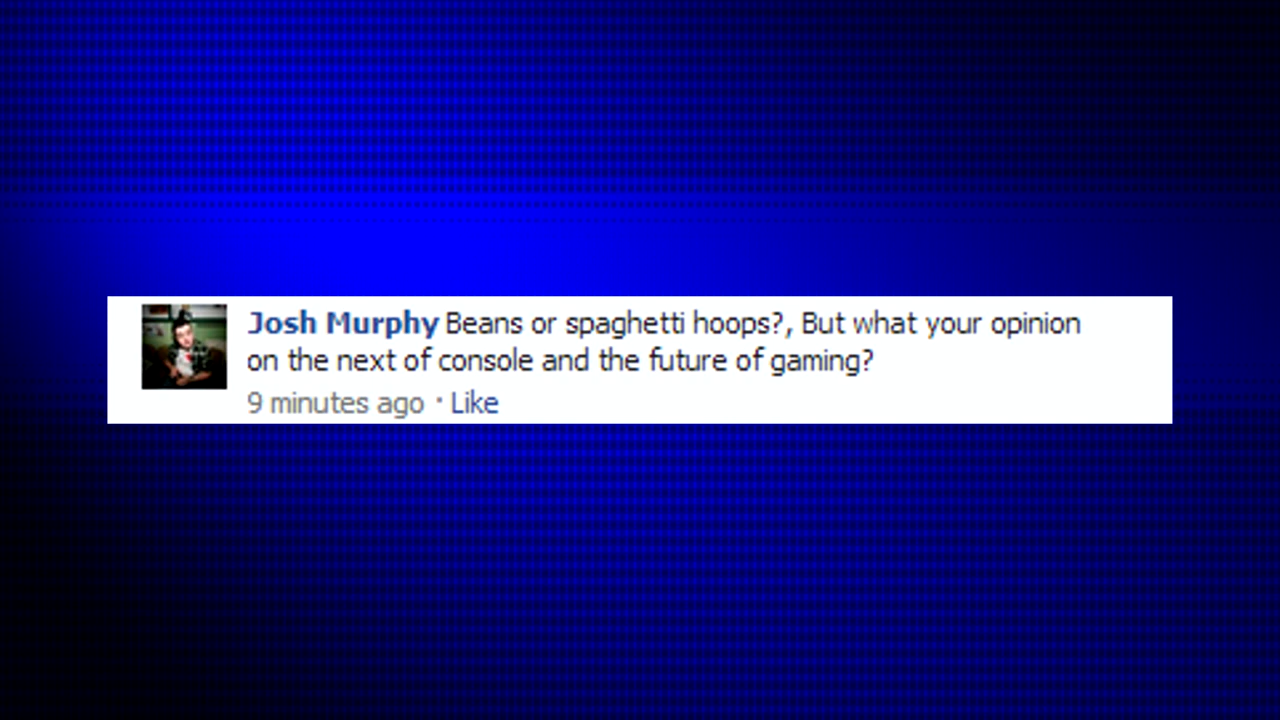 Josh Murphy Beans or spaghetti hoops?, But what your opinion
on the next of console and the future of gaming?
9 minutes ago · Like